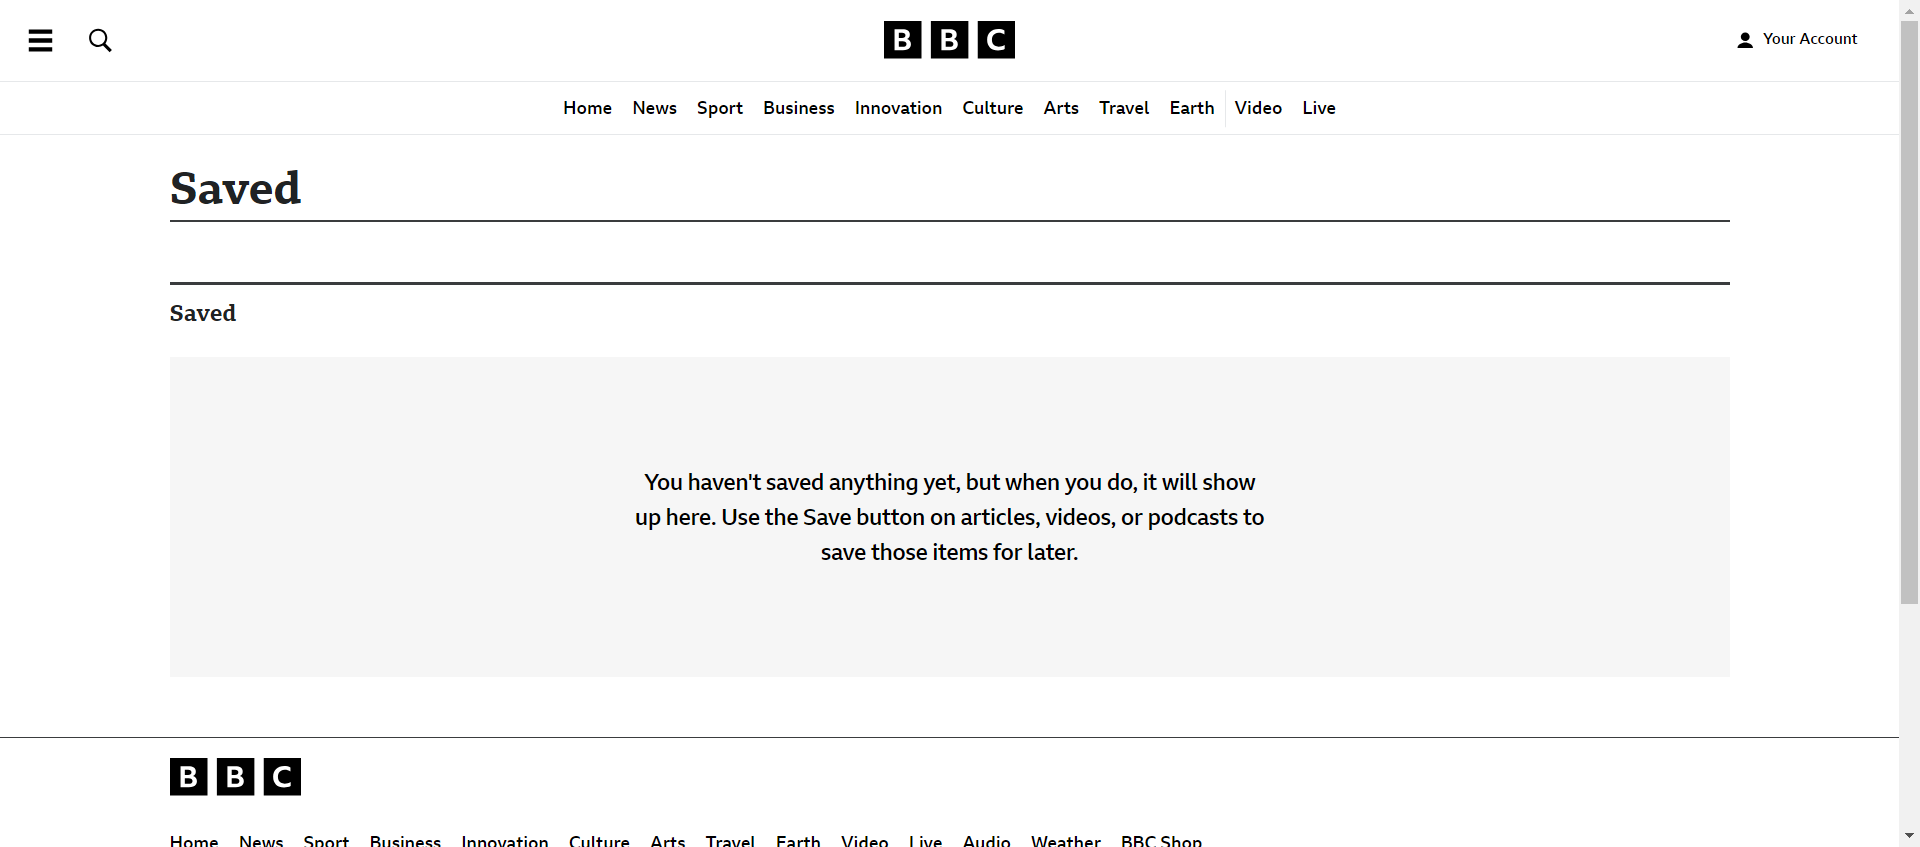 BBC
Your Account
Home News Sport Business Innovation Culture Arts Travel Earth Video Live
Saved
Saved
You haven't saved anything yet, but when you do, it will show
up here. Use the Save button on articles, videos, or podcasts to
save those items for later.
BBC
Home News Sport Business Innovation Culture Arts Travel Earth Video Live Audio Weather BBC Shop